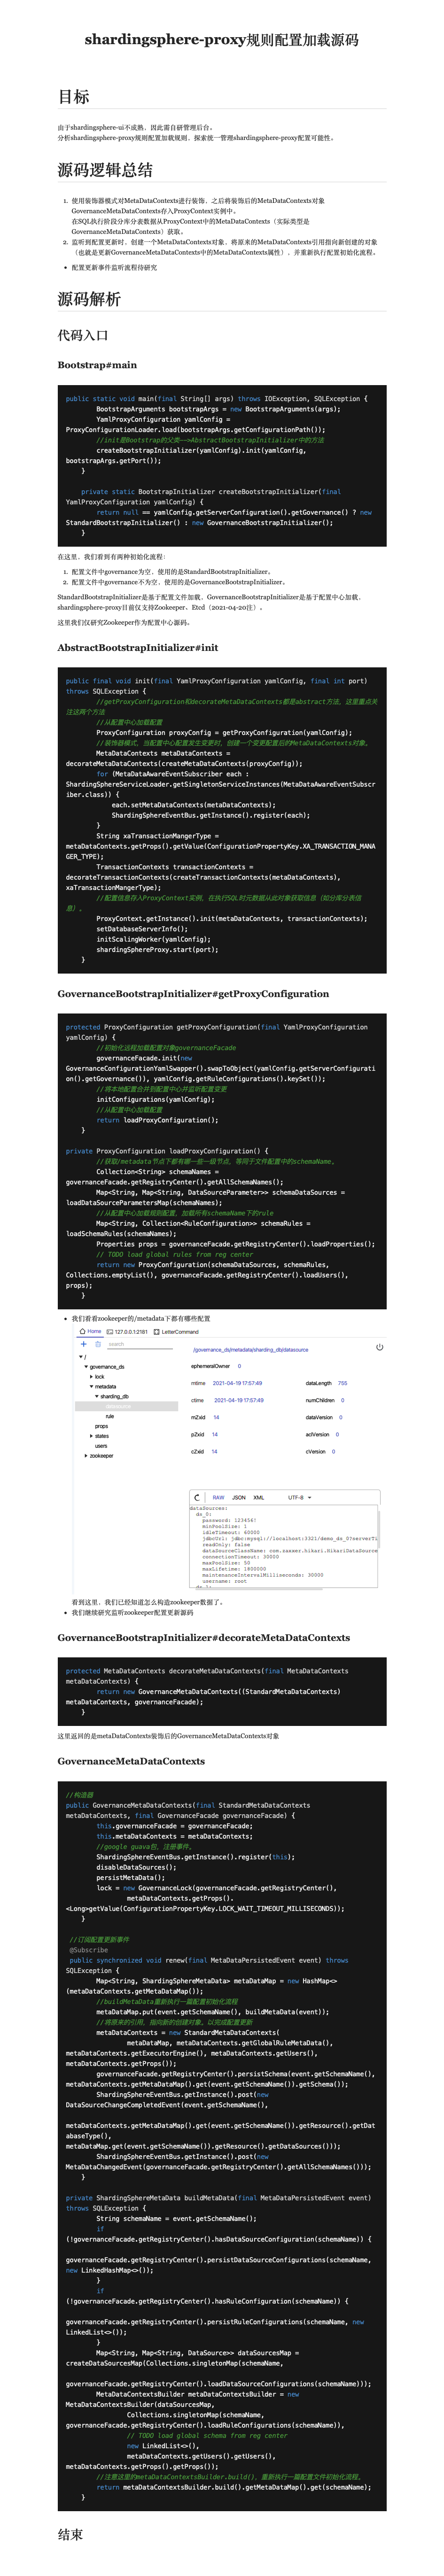 shardingsphere-proxy规则配置加载源码
目标
由于shardingsphere-ui不成熟，因此需自研管理后台。
分析shardingsphere-proxy规则配置加载规则，探索统一管理shardingsphere-proxy配置可能性。
源码逻辑总结
1. 使用装饰器模式对MetaDataContexts进行装饰，之后将装饰后的MetaDataContexts对象
GovernanceMetaDataContexts存入ProxyContext实例中。
在SQL执行阶段分库分表数据从ProxyContext中的MetaDataContexts（实际类型是
GovernanceMetaDataContexts）获取。
2. 监听到配置更新时，创建一个MetaDataContexts对象，将原来的MetaDataContexts引用指向新创建的对象
（也就是更新GovernanceMetaDataContexts中的MetaDataContexts属性），并重新执行配置初始化流程。
• 配置更新事件监听流程待研究
源码解析
代码入口
Bootstrap#main
public static void main(final String[] args) throws IOException, SQLException {
BootstrapArguments bootstrapArgs = new BootstrapArguments(args);
YamlProxyConfiguration yamlConfig =
ProxyConfigurationLoader.load(bootstrapArgs.getConfigurationPath());
//init是Bootstrap的父类——>AbstractBootstrapInitializer中的方法
createBootstrapInitializer(yamlConfig).init(yamlConfig,
bootstrapArgs.getPort());
}
private static BootstrapInitializer createBootstrapInitializer(final
YamlProxyConfiguration yamlConfig) {
return null == yamlConfig.getServerConfiguration().getGovernance() ? new
StandardBootstrapInitializer() : new GovernanceBootstrapInitializer();
}
在这里，我们看到有两种初始化流程：
1. 配置文件中governance为空，使用的是StandardBootstrapInitializer。
2. 配置文件中governance不为空，使用的是GovernanceBootstrapInitializer。
StandardBootstrapInitializer是基于配置文件加载，GovernanceBootstrapInitializer是基于配置中心加载，
shardingsphere-proxy目前仅支持Zookeeper、Etcd（2021-04-20注）。
这里我们仅研究Zookeeper作为配置中心源码。
AbstractBootstrapInitializer#init
public final void init(final YamlProxyConfiguration yamlConfig, final int port)
throws SQLException {
//getProxyConfiguration和decorateMetaDataContexts都是abstract方法，这里重点关
注这两个方法
//从配置中心加载配置
ProxyConfiguration proxyConfig = getProxyConfiguration(yamlConfig);
//装饰器模式，当配置中心配置发生变更时，创建一个变更配置后的MetaDataContexts对象。
MetaDataContexts metaDataContexts =
decorateMetaDataContexts(createMetaDataContexts(proxyConfig));
for (MetaDataAwareEventSubscriber each :
ShardingSphereServiceLoader.getSingletonServiceInstances(MetaDataAwareEventSubscr
iber.class)) {
each.setMetaDataContexts(metaDataContexts);
ShardingSphereEventBus.getInstance().register(each);
}
String xaTransactionMangerType =
metaDataContexts.getProps().getValue(ConfigurationPropertyKey.XA_TRANSACTION_MANA
GER_TYPE);
TransactionContexts transactionContexts =
decorateTransactionContexts(createTransactionContexts(metaDataContexts),
xaTransactionMangerType);
//配置信息存入ProxyContext实例，在执行SQL时元数据从此对象获取信息（如分库分表信
息）。
ProxyContext.getInstance().init(metaDataContexts, transactionContexts);
setDatabaseServerInfo();
initScalingWorker(yamlConfig);
shardingSphereProxy.start(port);
}
GovernanceBootstrapInitializer#getProxyConfiguration
protected ProxyConfiguration getProxyConfiguration(final YamlProxyConfiguration
yamlConfig) {
//初始化远程加载配置对象governanceFacade
governanceFacade.init(new
GovernanceConfigurationYamlSwapper().swapToObject(yamlConfig.getServerConfigurati
on().getGovernance()), yamlConfig.getRuleConfigurations().keySet());
//将本地配置合并到配置中心并监听配置变更
initConfigurations(yamlConfig);
//从配置中心加载配置
return loadProxyConfiguration();
}
private ProxyConfiguration loadProxyConfiguration() {
//获取/metadata节点下都有哪一些一级节点，等同于文件配置中的schemaName。
Collection<String> schemaNames =
governanceFacade.getRegistryCenter().getAllSchemaNames();
Map<String, Map<String, DataSourceParameter>> schemaDataSources =
loadDataSourceParametersMap(schemaNames);
//从配置中心加载规则配置，加载所有schemaName下的rule
Map<String, Collection<RuleConfiguration>> schemaRules =
loadSchemaRules(schemaNames);
Properties props = governanceFacade.getRegistryCenter().loadProperties();
// TODO load global rules from reg center
return new ProxyConfiguration(schemaDataSources, schemaRules,
Collections.emptyList(), governanceFacade.getRegistryCenter().loadUsers(),
props);
}
• 我们看看zookeeper的/metadata下都有哪些配置
Home 127.0.0.1:2181 LetterCommand
search
/governance_ds/metadata/sharding_db/datasource
/
governance_ds
lock
metadata
sharding_db
rule
props
states
users
zookeeper
ephemeralOwner 0
mtime 2021-04-19 17:57:49 dataLength 755
ctime 2021-04-19 17:57:49 numChildren 0
mZxid 14 dataVersion 0
pZxid 14 aclVersion 0
cZxid 14 cVersion 0
RAW JSON XML UTF-8
dataSources:
ds_0:
password: 123456!
minPoolSize: 1
idleTimeout: 60000
jdbcUrl: jdbc:mysql://localhost:3321/demo_ds_0?serverTi
readOnly: false
dataSourceClassName: com.zaxxer.hikari.HikariDataSource
connectionTimeout: 30000
maxPoolSize: 50
maxLifetime: 1800000
maintenanceIntervalMilliseconds: 30000
username: root
ds_1:
看到这里，我们已经知道怎么构造zookeeper数据了。
• 我们继续研究监听zookeeper配置更新源码
GovernanceBootstrapInitializer#decorateMetaDataContexts
protected MetaDataContexts decorateMetaDataContexts(final MetaDataContexts
metaDataContexts) {
return new GovernanceMetaDataContexts((StandardMetaDataContexts)
metaDataContexts, governanceFacade);
}
这里返回的是metaDataContexts装饰后的GovernanceMetaDataContexts对象
GovernanceMetaDataContexts
//构造器
public GovernanceMetaDataContexts(final StandardMetaDataContexts
metaDataContexts, final GovernanceFacade governanceFacade) {
this.governanceFacade = governanceFacade;
this.metaDataContexts = metaDataContexts;
//google guava包，注册事件。
ShardingSphereEventBus.getInstance().register(this);
disableDataSources();
persistMetaData();
lock = new GovernanceLock(governanceFacade.getRegistryCenter(),
metaDataContexts.getProps().
<Long>getValue(ConfigurationPropertyKey.LOCK_WAIT_TIMEOUT_MILLISECONDS));
}
//订阅配置更新事件
@Subscribe
public synchronized void renew(final MetaDataPersistedEvent event) throws
SQLException {
Map<String, ShardingSphereMetaData> metaDataMap = new HashMap<>
(metaDataContexts.getMetaDataMap());
//buildMetaData重新执行一篇配置初始化流程
metaDataMap.put(event.getSchemaName(), buildMetaData(event));
//将原来的引用，指向新的创建对象。以完成配置更新
metaDataContexts = new StandardMetaDataContexts(
metaDataMap, metaDataContexts.getGlobalRuleMetaData(),
metaDataContexts.getExecutorEngine(), metaDataContexts.getUsers(),
metaDataContexts.getProps());
governanceFacade.getRegistryCenter().persistSchema(event.getSchemaName(),
metaDataContexts.getMetaDataMap().get(event.getSchemaName()).getSchema());
ShardingSphereEventBus.getInstance().post(new
DataSourceChangeCompletedEvent(event.getSchemaName(),
metaDataContexts.getMetaDataMap().get(event.getSchemaName()).getResource().getDat
abaseType(),
metaDataMap.get(event.getSchemaName()).getResource().getDataSources()));
ShardingSphereEventBus.getInstance().post(new
MetaDataChangedEvent(governanceFacade.getRegistryCenter().getAllSchemaNames()));
}
private ShardingSphereMetaData buildMetaData(final MetaDataPersistedEvent event)
throws SQLException {
String schemaName = event.getSchemaName();
if
(!governanceFacade.getRegistryCenter().hasDataSourceConfiguration(schemaName)) {
governanceFacade.getRegistryCenter().persistDataSourceConfigurations(schemaName,
new LinkedHashMap<>());
}
if
(!governanceFacade.getRegistryCenter().hasRuleConfiguration(schemaName)) {
governanceFacade.getRegistryCenter().persistRuleConfigurations(schemaName, new
LinkedList<>());
}
Map<String, Map<String, DataSource>> dataSourcesMap =
createDataSourcesMap(Collections.singletonMap(schemaName,
governanceFacade.getRegistryCenter().loadDataSourceConfigurations(schemaName)));
MetaDataContextsBuilder metaDataContextsBuilder = new
MetaDataContextsBuilder(dataSourcesMap,
Collections.singletonMap(schemaName,
governanceFacade.getRegistryCenter().loadRuleConfigurations(schemaName)),
// TODO load global schema from reg center
new LinkedList<>(),
metaDataContexts.getUsers().getUsers(),
metaDataContexts.getProps().getProps());
//注意这里的metaDataContextsBuilder.build()，重新执行一篇配置文件初始化流程。
return metaDataContextsBuilder.build().getMetaDataMap().get(schemaName);
}
结束